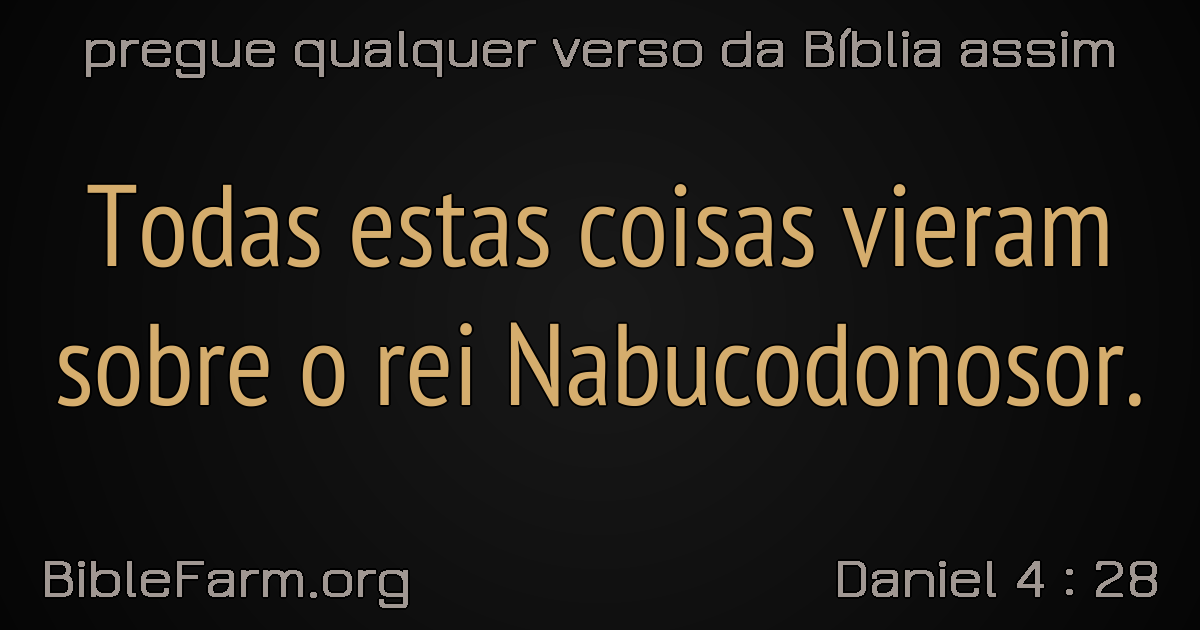 pregue qualquer verso da Bíblia assim
Todas estas coisas vieram
sobre o rei Nabucodonosor.
BibleFarm.org
Daniel 4 : 28